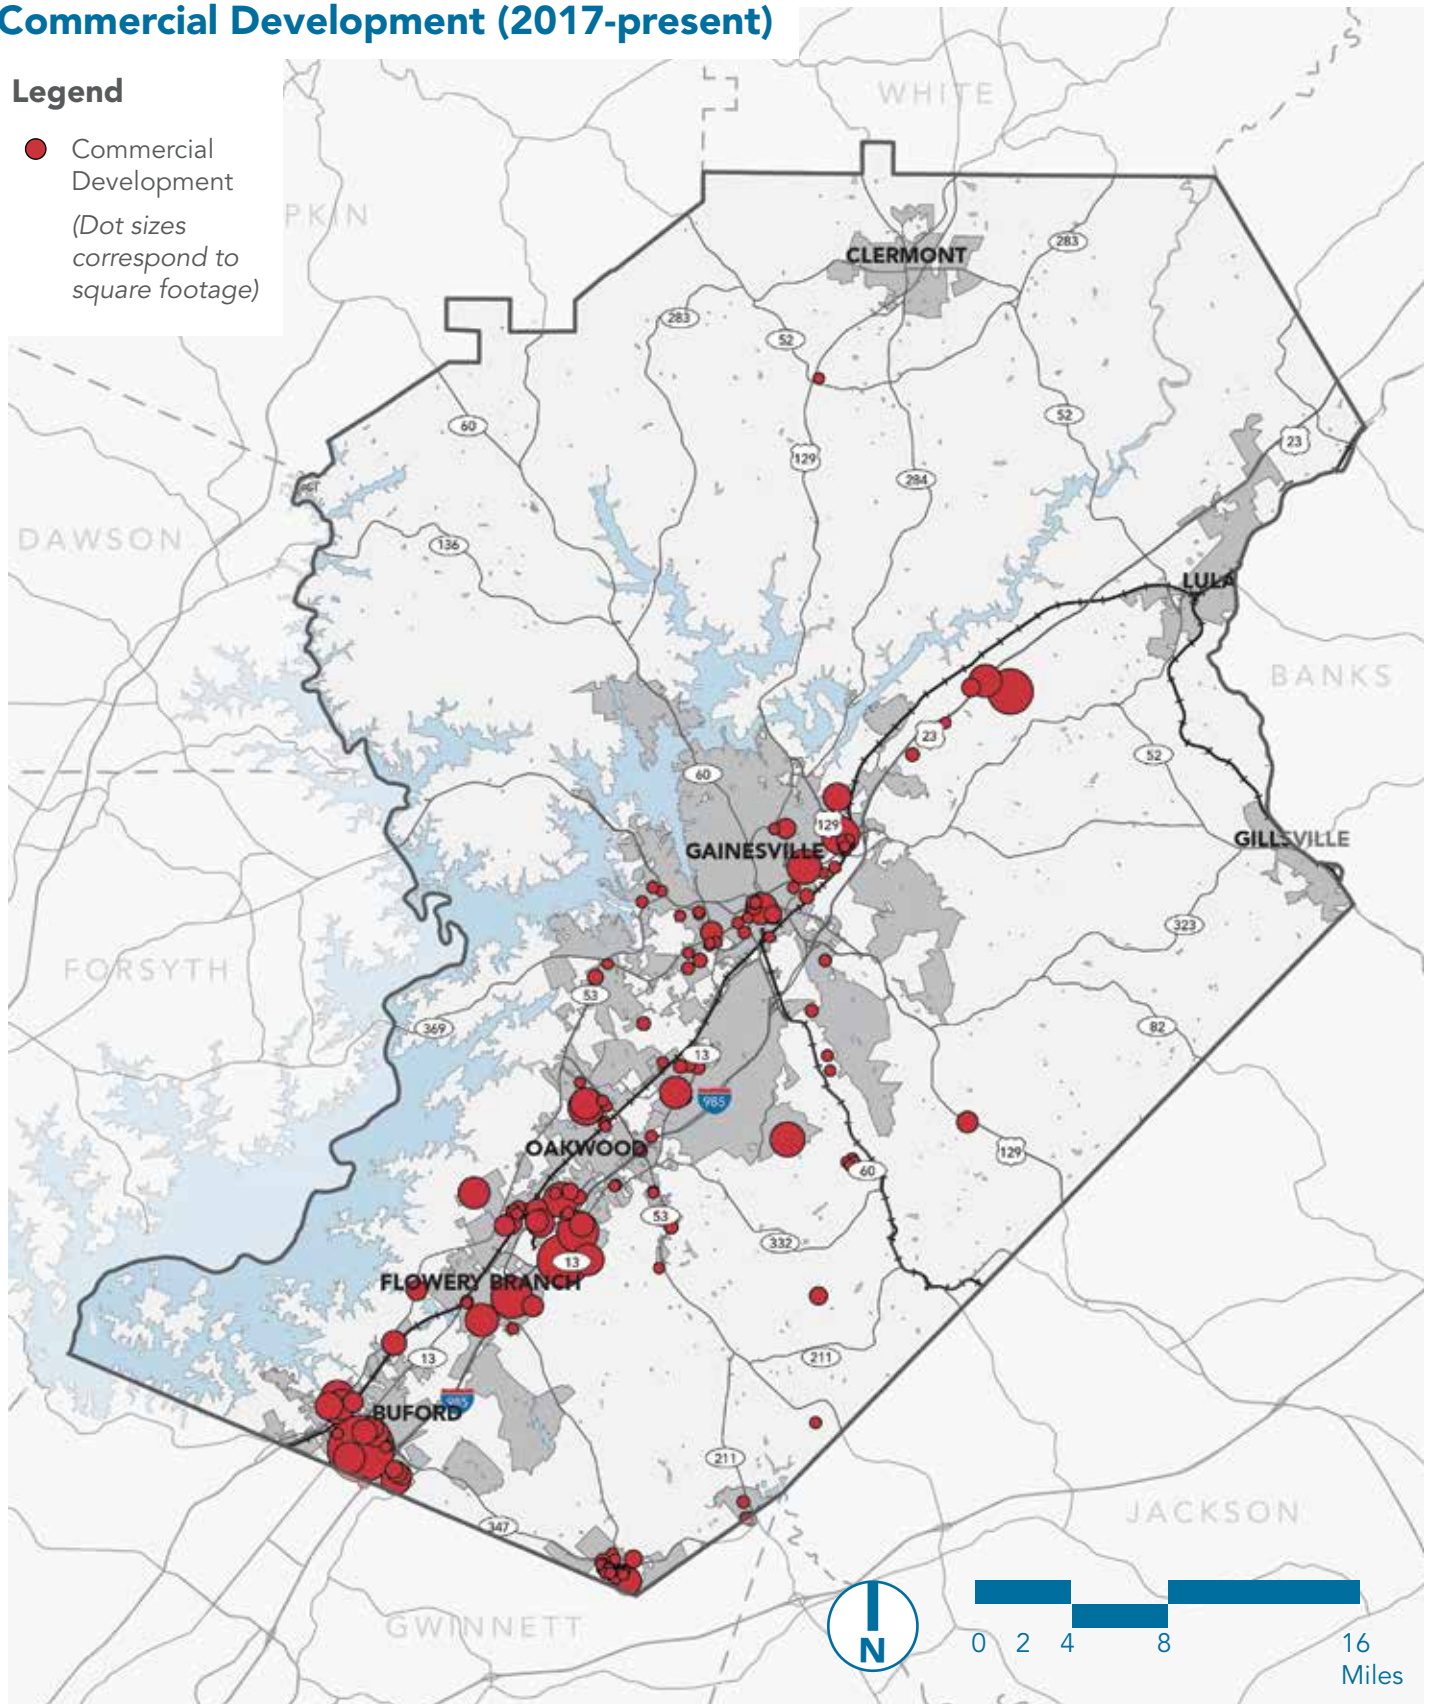 Commercial Development (2017-present)
Legend
Commercial
Development
(Dot sizes
correspond to
square footage)
WHITE
PKIN
CLERMONT
283
283
52
60
52
23
129
284
DAWSON
136
LULA
BANKS
23
52
60
129
GAINESVILLE
GILLSVILLE
323
FORSYTH
53
369
82
13
985
OAKWOOD
129
60
53
332
13
FLOWERY BRANCH
13
211
985
BUFORD
211
JACKSON
347
GWINNETT
N
0 2 4 8 16
Miles